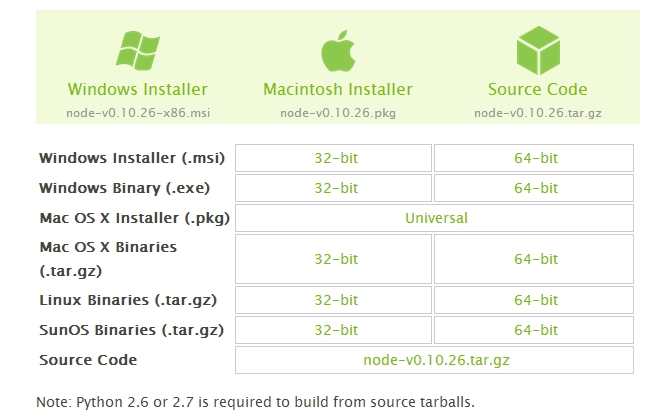 Windows Installer Macintosh Installer Source Code
node-v0.10.26-x86.msi node-v0.10.26.pkg node-v0.10.26.tar.gz
Windows Installer (.msi) 32-bit 64-bit
Windows Binary (.exe) 32-bit 64-bit
Mac OS X Installer (.pkg) Universal
Mac OS X Binaries
(.tar.gz) 32-bit 64-bit
Linux Binaries (.tar.gz) 32-bit 64-bit
SunOS Binaries (.tar.gz) 32-bit 64-bit
Source Code node-v0.10.26.tar.gz
Note: Python 2.6 or 2.7 is required to build from source tarballs.